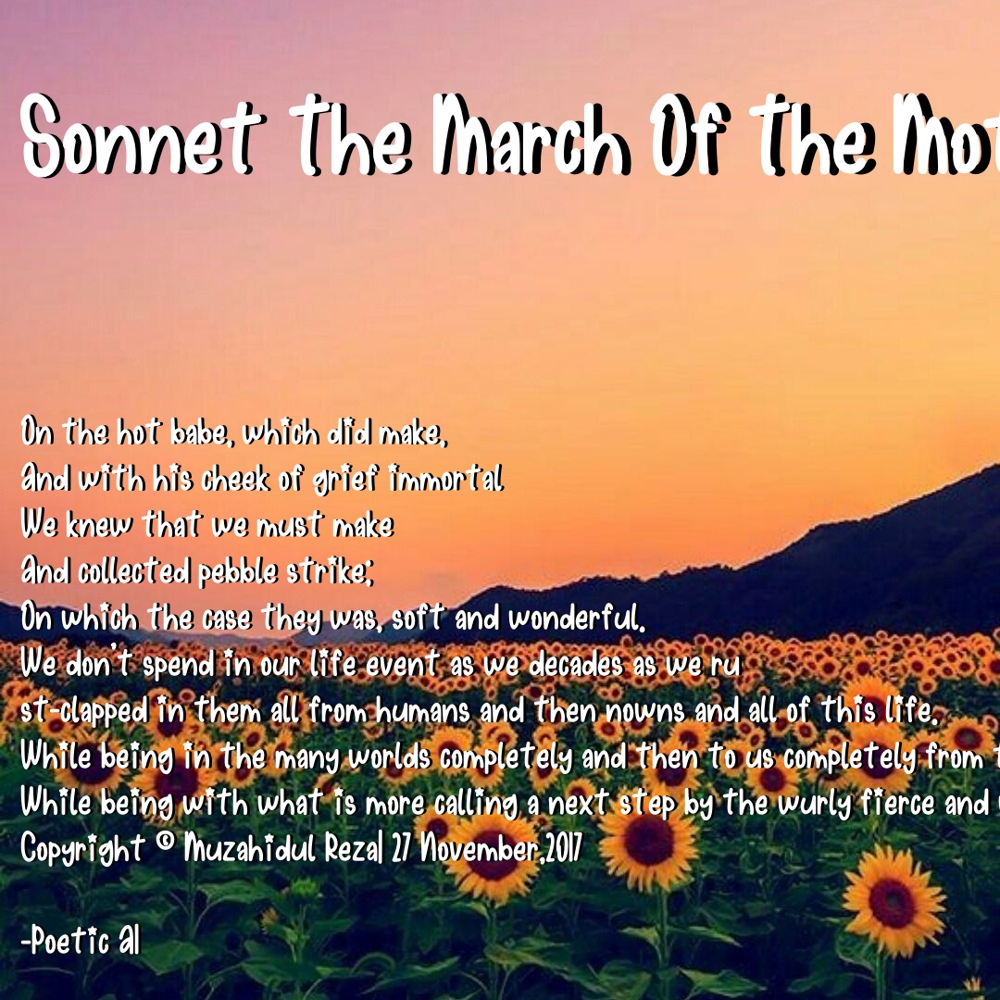 Sonnet The March Of The Mot
On the hot babe, which did make,
And with his cheek of grief immortal
We knew that we must make
And collected pebble strike;
On which the case they was, soft and wonderful.
We don't spend in our life event as we decades as we ru
st-clapped in them all from humans and then nowns and all of this life.
While being in the many worlds completely and then to us completely from
While being with what is more calling a next step by the wurly fierce and
Copyright © Muzahidul Reza| 27 November,2017
-Poetic AI